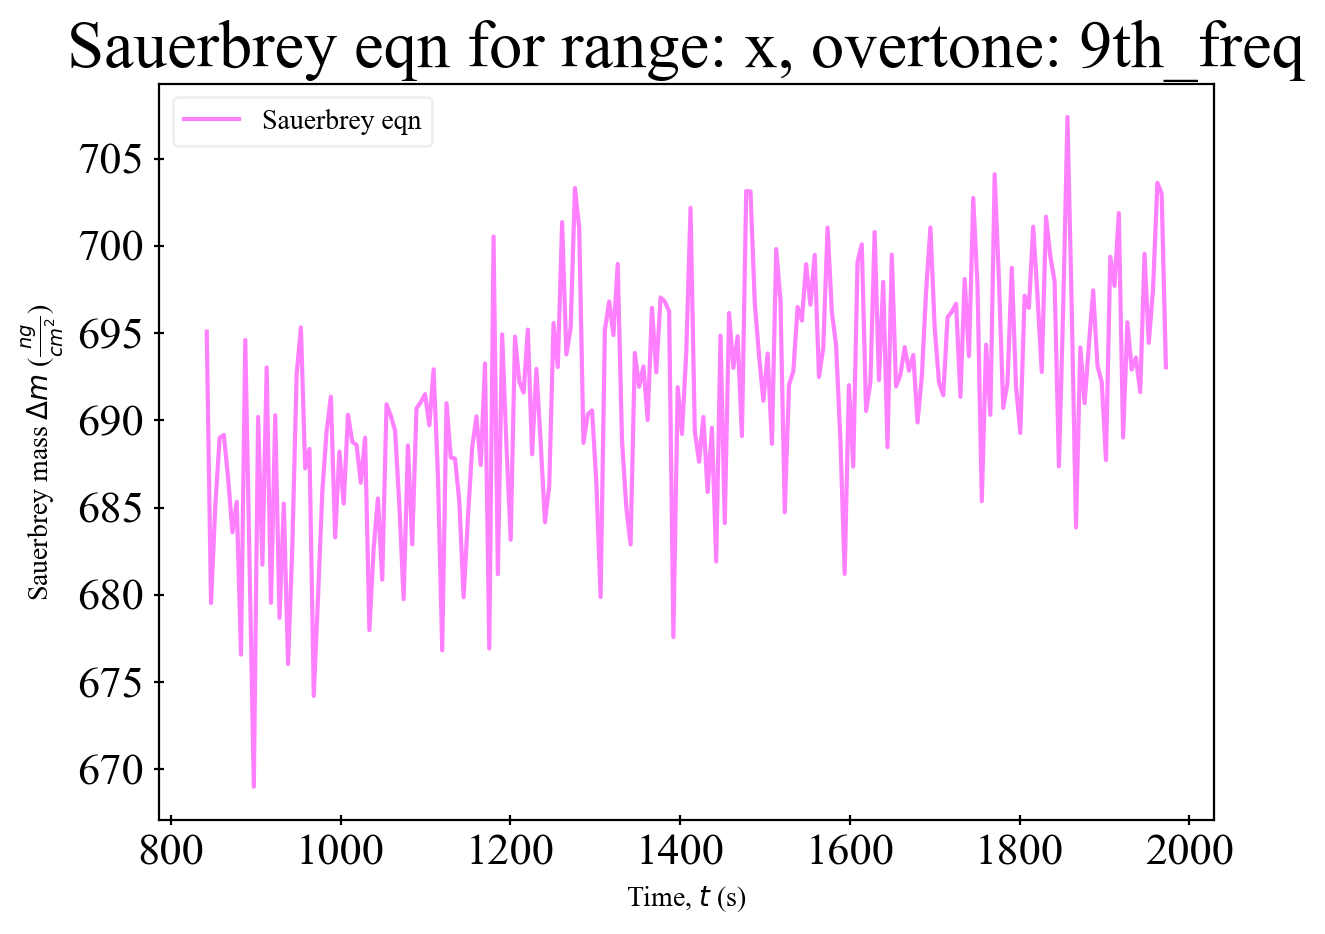 Sauerbrey eqn for range: x, overtone: 9th_freq
Sauerbrey eqn
705
700
695
690
685
680
675
670
Sauerbrey mass Δm (ng/cm²)
800 1000 1200 1400 1600 1800 2000
Time, t (s)